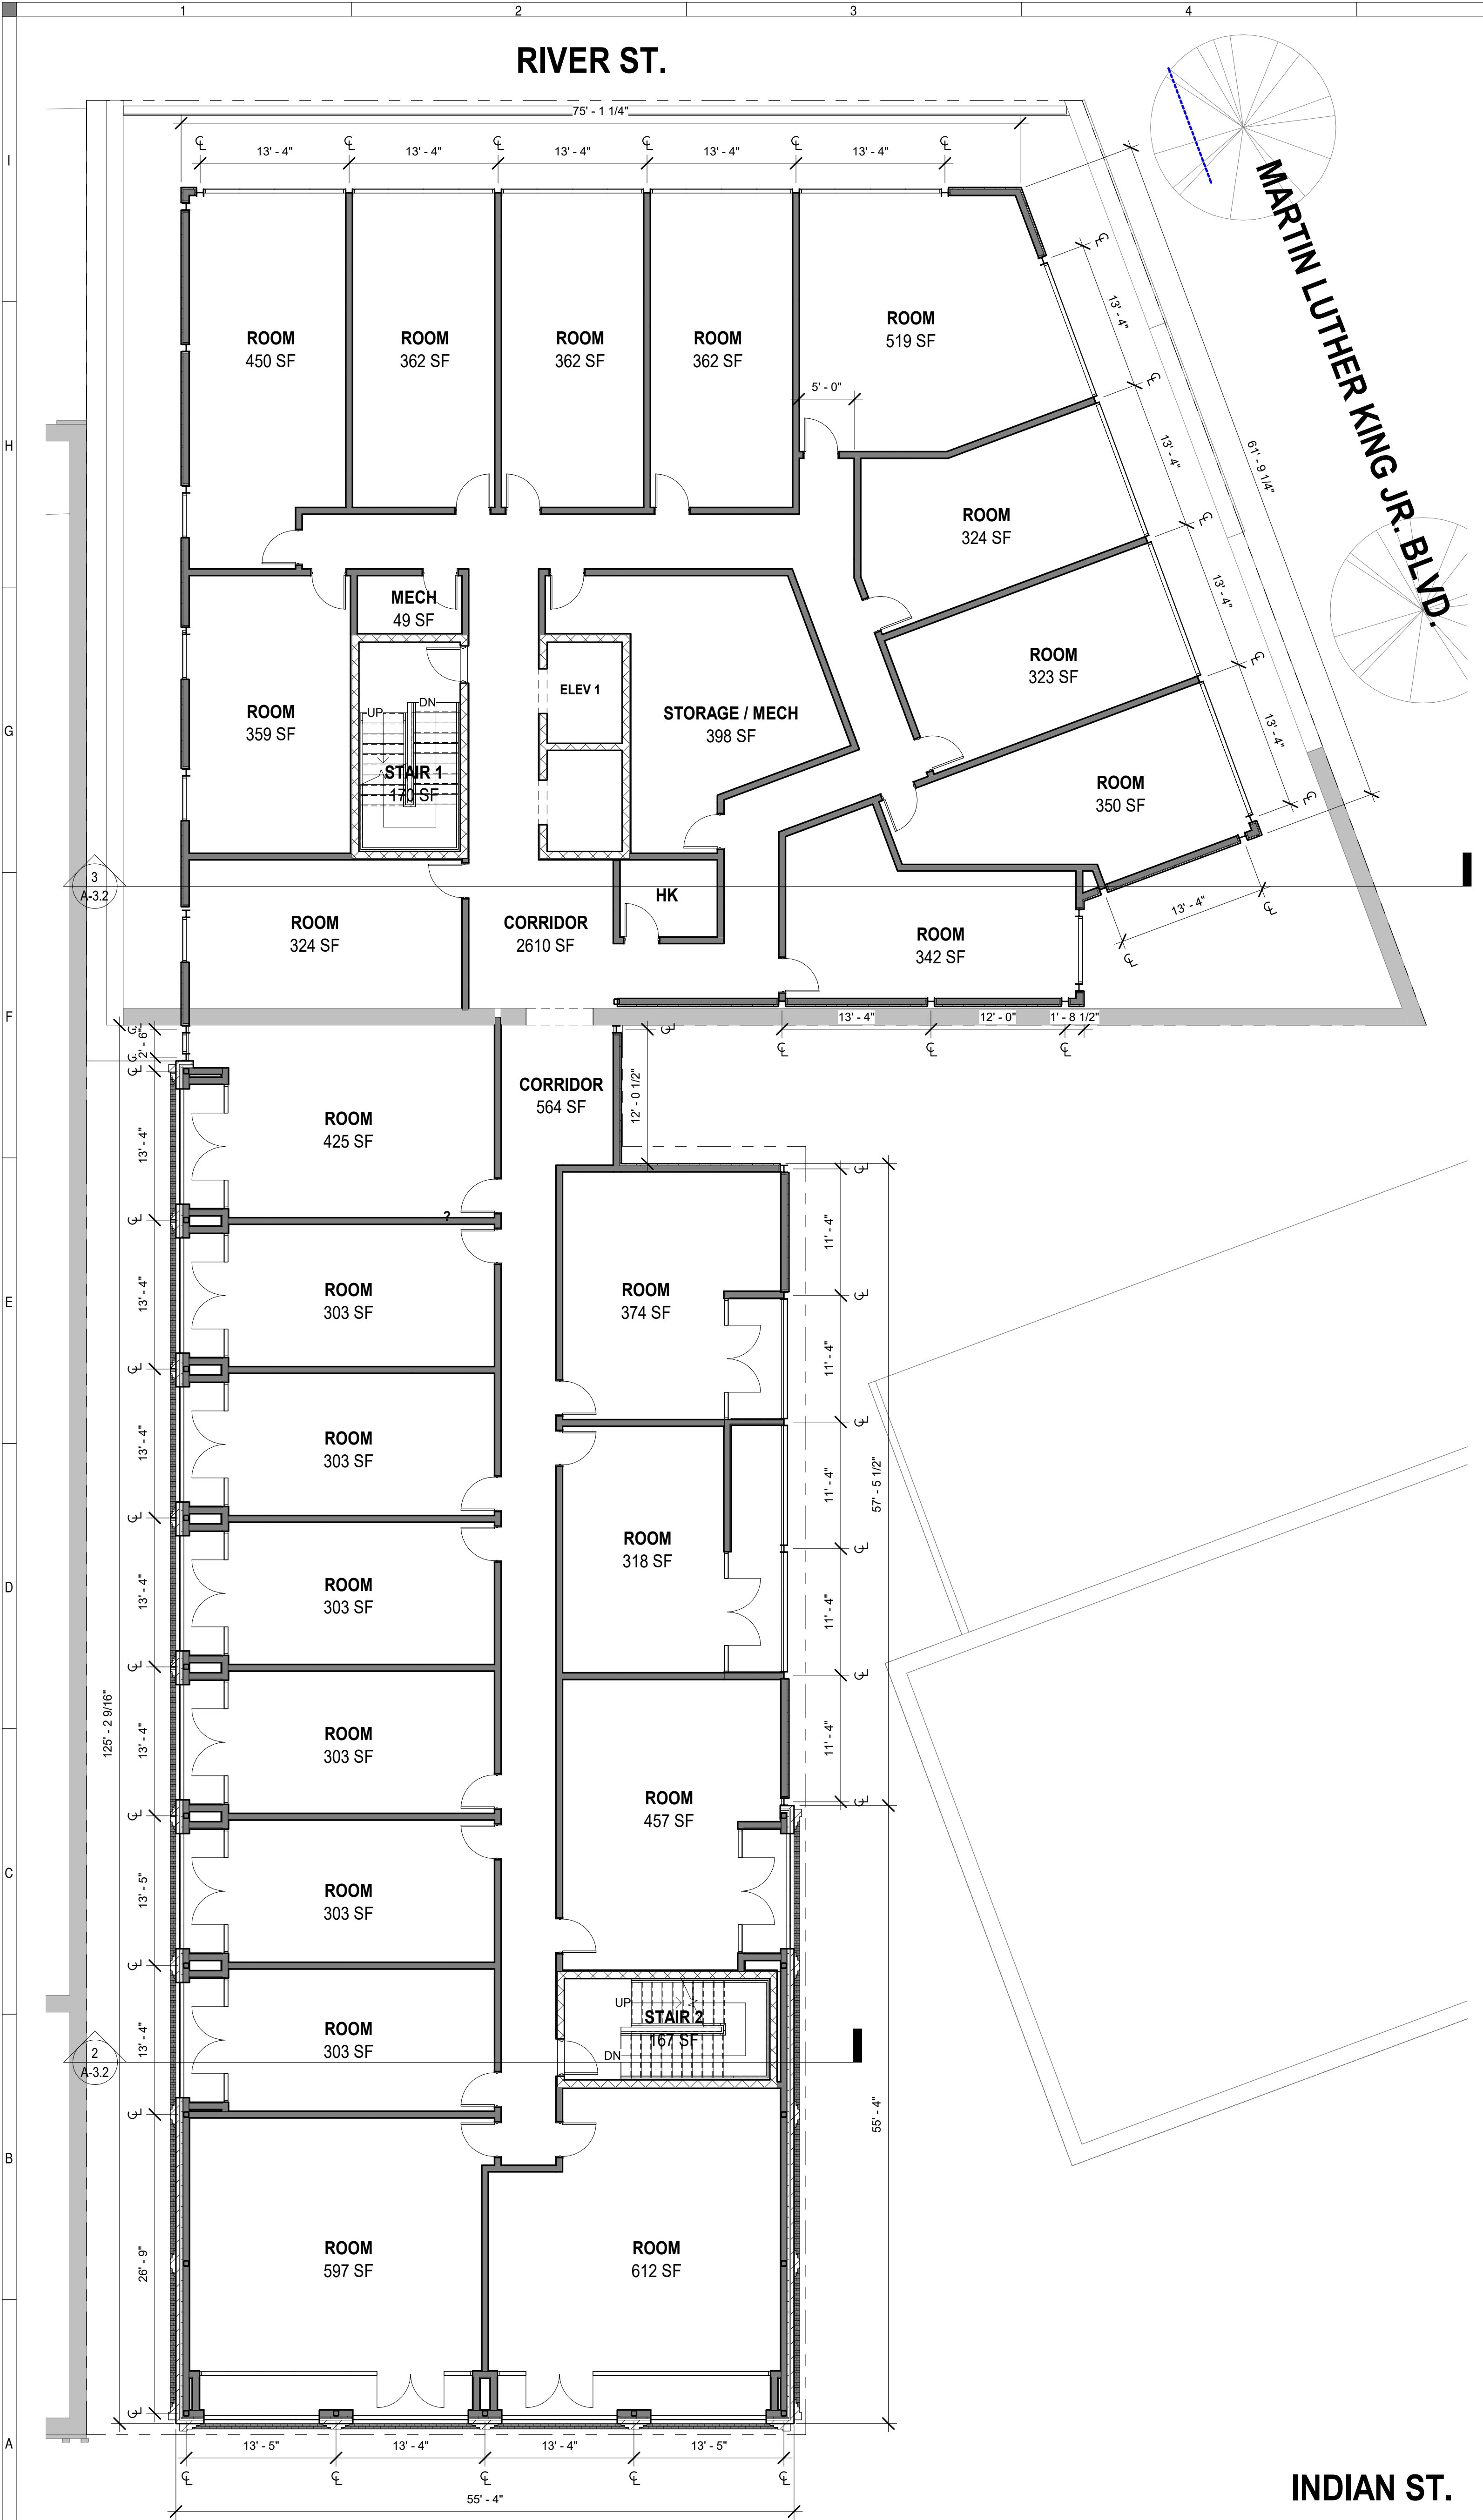 1
2
3
4
RIVER ST.
MARTIN LUTHER KING JR. BLVD.
75' - 1 1/4"
13' - 4"
13' - 4"
13' - 4"
13' - 4"
13' - 4"
I
ROOM
450 SF
ROOM
362 SF
ROOM
362 SF
ROOM
362 SF
ROOM
519 SF
5' - 0"
13' - 4"
13' - 4"
13' - 4"
13' - 4"
61' - 9 1/4"
H
ROOM
324 SF
MECH
49 SF
ROOM
323 SF
ROOM
359 SF
UP
DN
STAIR 1
170 SF
ELEV 1
STORAGE / MECH
398 SF
G
ROOM
350 SF
3
A-3.2
HK
13' - 4"
ROOM
324 SF
CORRIDOR
2610 SF
ROOM
342 SF
F
13' - 4"
12' - 0"
1' - 8 1/2"
2' - 6"
CORRIDOR
564 SF
12' - 0 1/2"
ROOM
425 SF
13' - 4"
?
11' - 4"
E
ROOM
303 SF
13' - 4"
ROOM
374 SF
11' - 4"
ROOM
303 SF
13' - 4"
11' - 4"
57' - 5 1/2"
ROOM
318 SF
D
ROOM
303 SF
13' - 4"
11' - 4"
125' - 2 9/16"
ROOM
303 SF
13' - 4"
11' - 4"
ROOM
457 SF
C
ROOM
303 SF
13' - 5"
UP
STAIR 2
167 SF
DN
ROOM
303 SF
13' - 4"
2
A-3.2
55' - 4"
B
ROOM
597 SF
ROOM
612 SF
26' - 9"
A
13' - 5"
13' - 4"
13' - 4"
13' - 5"
55' - 4"
INDIAN ST.